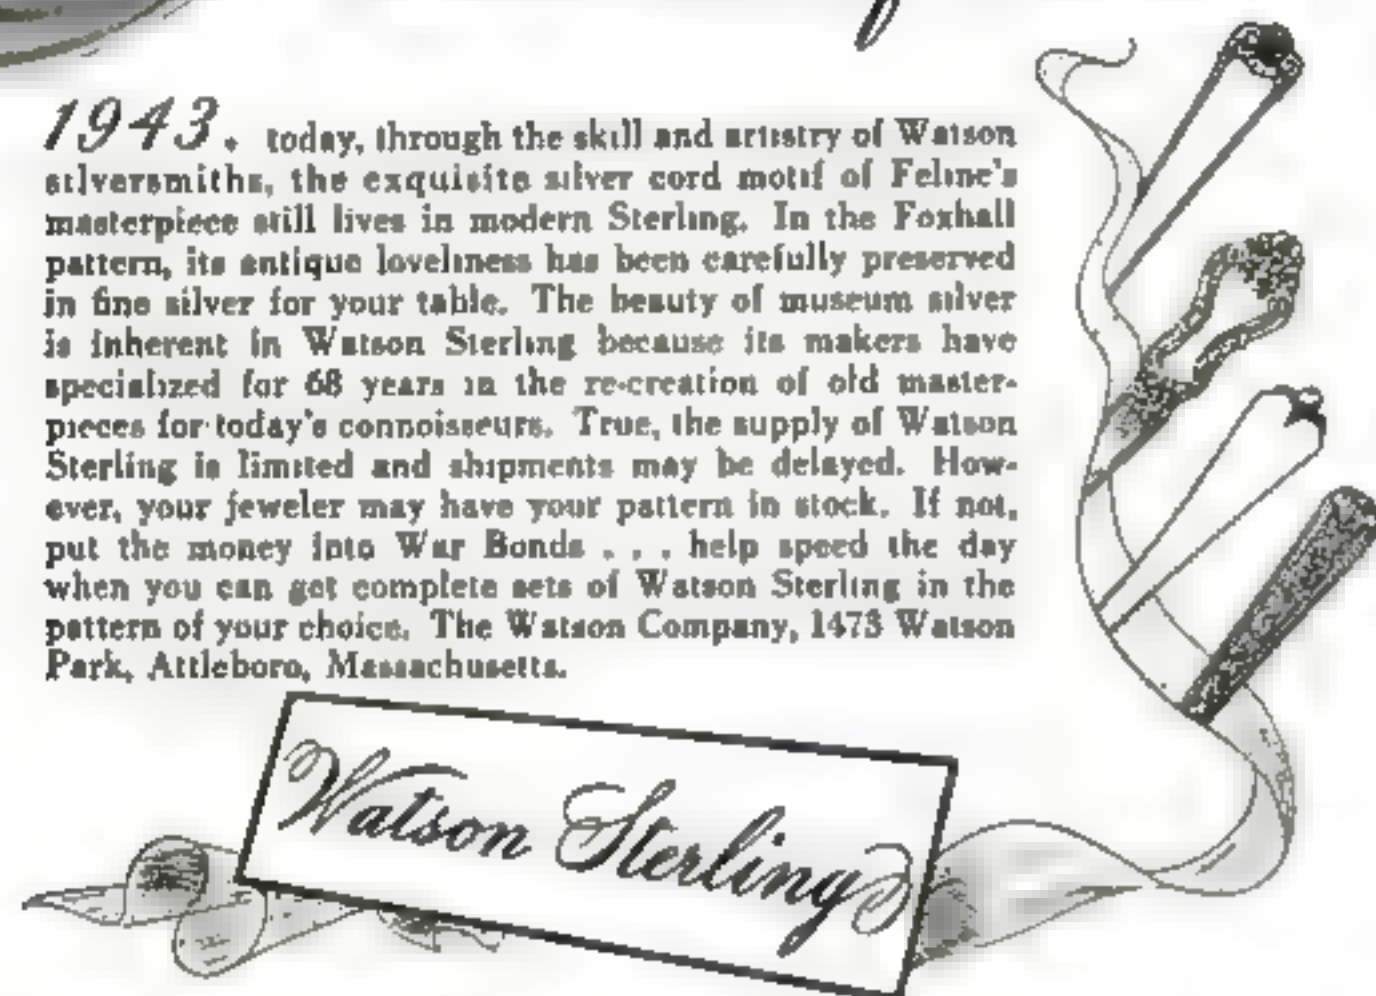 1943. today, through the skill and artistry of Watson
silversmiths, the exquisite silver cord motif of Feline's
masterpiece still lives in modern Sterling. In the Foxhall
pattern, its antique loveliness has been carefully preserved
in fine silver for your table. The beauty of museum silver
is inherent in Watson Sterling because its makers have
specialized for 68 years in the re-creation of old master-
pieces for today's connoisseurs. True, the supply of Watson
Sterling is limited and shipments may be delayed. How-
ever, your jeweler may have your pattern in stock. If not,
put the money into War Bonds . . . help speed the day
when you can get complete sets of Watson Sterling in the
pattern of your choice. The Watson Company, 1473 Watson
Park, Attleboro, Massachusetts.
Watson Sterling